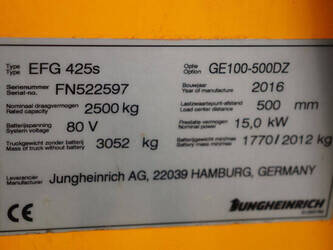 Type EFG 425s Optie GE100-500DZ
Type Option
Serienummer FN522597 Bouwjaar 2016
Serial no. Year of manufacture
Nominaal draagvermogen 2500 kg Lastzwaartepunt-afstand 500 mm
Rated capacity Load center distance
Batterijspanning 80 V Prestatie vermogen 15,0 kW
System voltage Nominal power
Truckgewicht zonder batterij 3052 kg Batterijgewicht min/max 1770/2012 kg
Mass of truck without battery Battery mass min/max
Leverancier Jungheinrich AG, 22039 HAMBURG, GERMANY
Manufacturer
CE JUNGHEINRICH